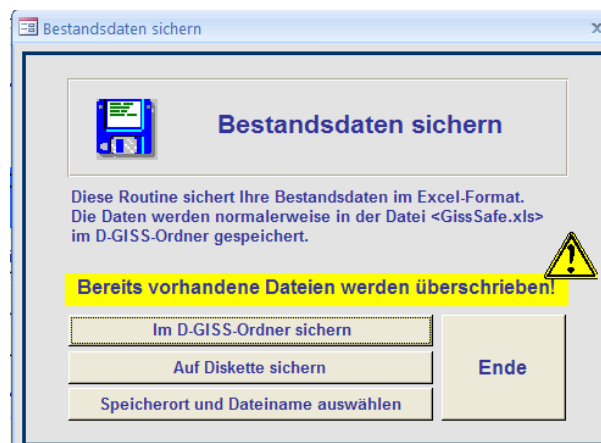 Bestandsdaten sichern
Bestandsdaten sichern
Diese Routine sichert Ihre Bestandsdaten im Excel-Format.
Die Daten werden normalerweise in der Datei <GissSafe.xls>
im D-GISS-Ordner gespeichert.
Bereits vorhandene Dateien werden überschrieben!
Im D-GISS-Ordner sichern
Auf Diskette sichern
Speicherort und Dateiname auswählen
Ende